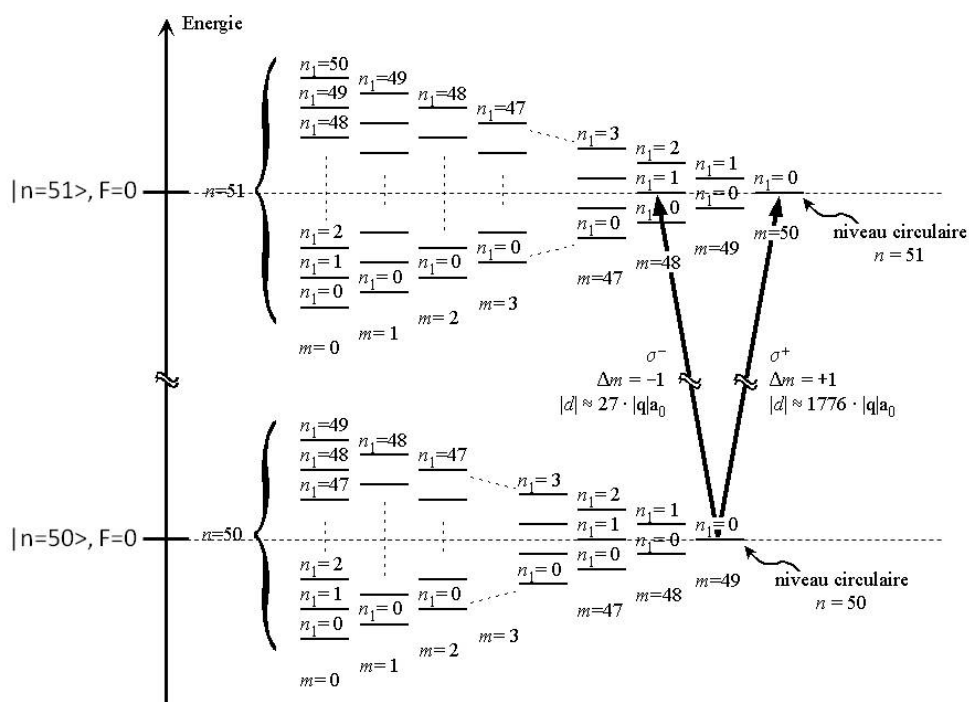 Energie
n₁=50
n₁=49
n₁=49
n₁=48
n₁=48
n₁=47
n₁=3
n₁=2
n₁=1
n₁=1
n₁=0
|n=51>, F=0
n=51
n₁=2
n₁=1
n₁=0
n₁=0
n₁=0
n₁=0
n₁=0
n₁=0
n₁=0
m=0
m=1
m=2
m=3
m=47
m=48
m=49
m=50
niveau circulaire
n = 51
σ⁻
Δm = −1
|d| ≈ 27 · |q|a₀
σ⁺
Δm = +1
|d| ≈ 1776 · |q|a₀
n₁=49
n₁=48
n₁=48
n₁=47
n₁=47
n₁=3
n₁=2
n₁=1
n₁=1
n₁=0
|n=50>, F=0
n=50
n₁=2
n₁=1
n₁=0
n₁=0
n₁=0
n₁=0
n₁=0
n₁=0
m=0
m=1
m=2
m=3
m=47
m=48
m=49
niveau circulaire
n = 50